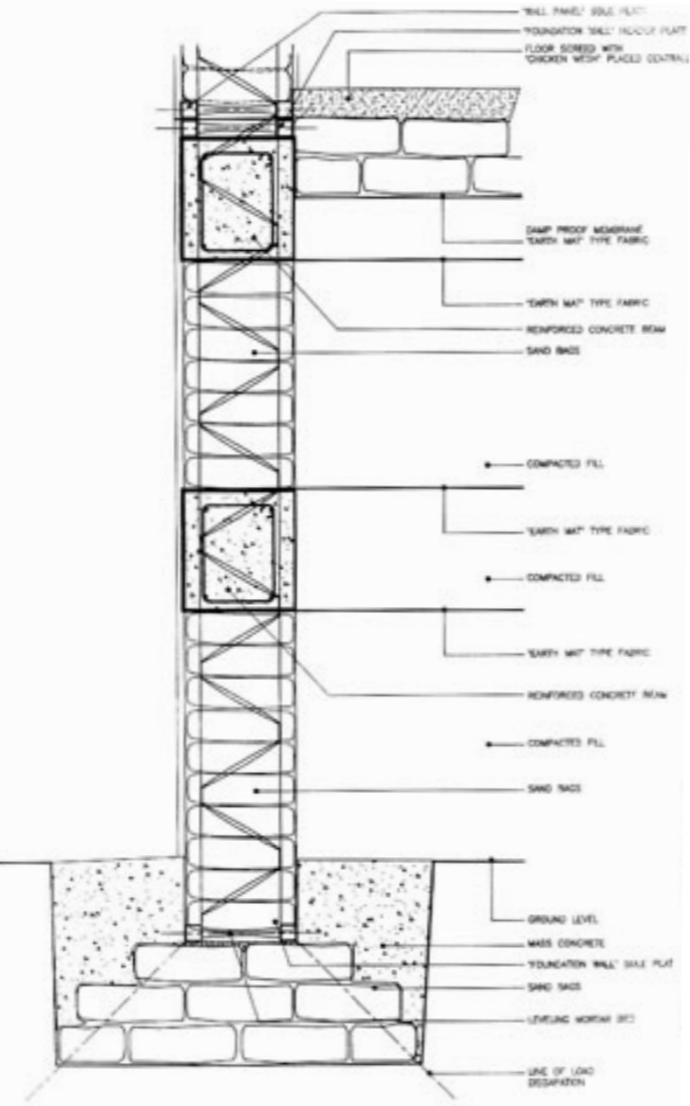 "WALL PANEL" SOLE PLATE
"FOUNDATION WALL" HEADER PLATE
FLOOR SCREED WITH
"CHICKEN MESH" PLACED CENTRALL
DAMP PROOF MEMBRANE
"EARTH MAT" TYPE FABRIC
"EARTH MAT" TYPE FABRIC
REINFORCED CONCRETE BEAM
SAND BAGS
COMPACTED FILL
"EARTH MAT" TYPE FABRIC
COMPACTED FILL
"EARTH MAT" TYPE FABRIC
REINFORCED CONCRETE BEAM
COMPACTED FILL
SAND BAGS
GROUND LEVEL
MASS CONCRETE
"FOUNDATION WALL" SOLE PLAT
SAND BAGS
LEVELING MORTAR BED
LINE OF LOAD
DISSAPATION